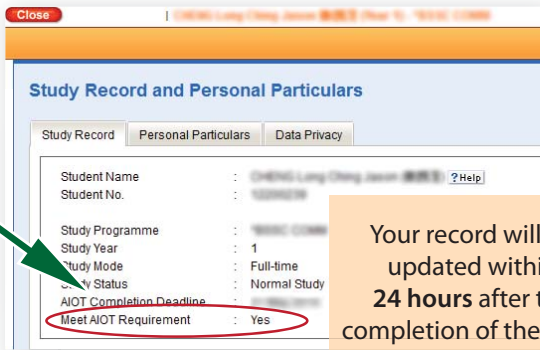 Close
Study Record and Personal Particulars
Study Record Personal Particulars Data Privacy
Student Name : ?Help
Student No. :
Study Programme :
Study Year : 1
Study Mode : Full-time
Study Status : Normal Study
AIOT Completion Deadline :
Meet AIOT Requirement : Yes
Your record will
updated withi
24 hours after t
completion of the